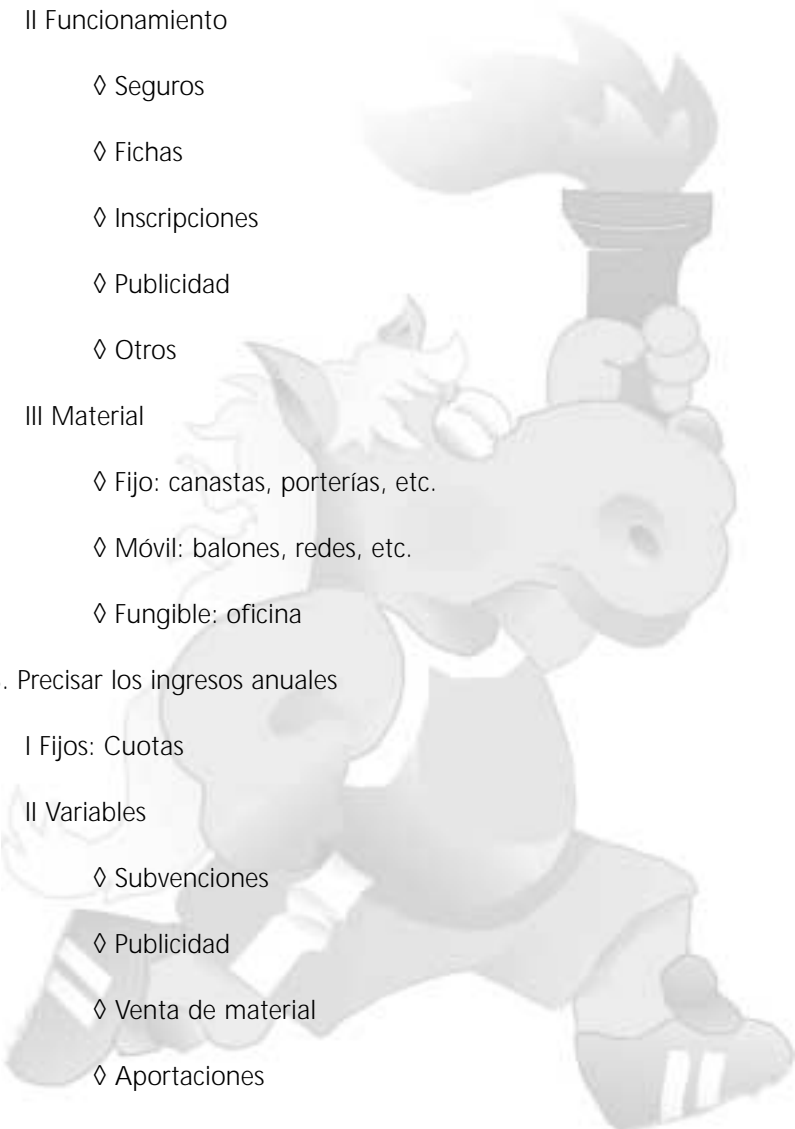 II Funcionamiento
◊ Seguros
◊ Fichas
◊ Inscripciones
◊ Publicidad
◊ Otros
III Material
◊ Fijo: canastas, porterías, etc.
◊ Móvil: balones, redes, etc.
◊ Fungible: oficina
. Precisar los ingresos anuales
I Fijos: Cuotas
II Variables
◊ Subvenciones
◊ Publicidad
◊ Venta de material
◊ Aportaciones